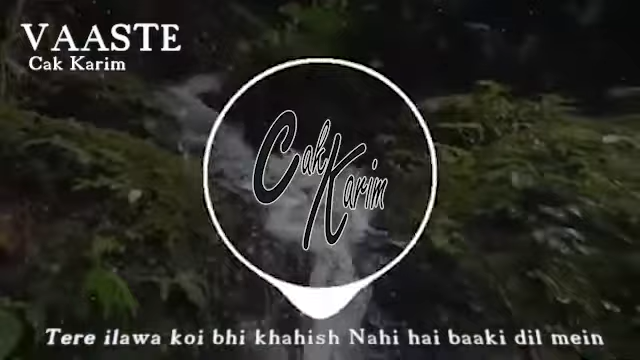 VAASTE
Cak Karim
Cak
Karim
Tere ilawa koi bhi khahish Nahi hai baaki dil mein